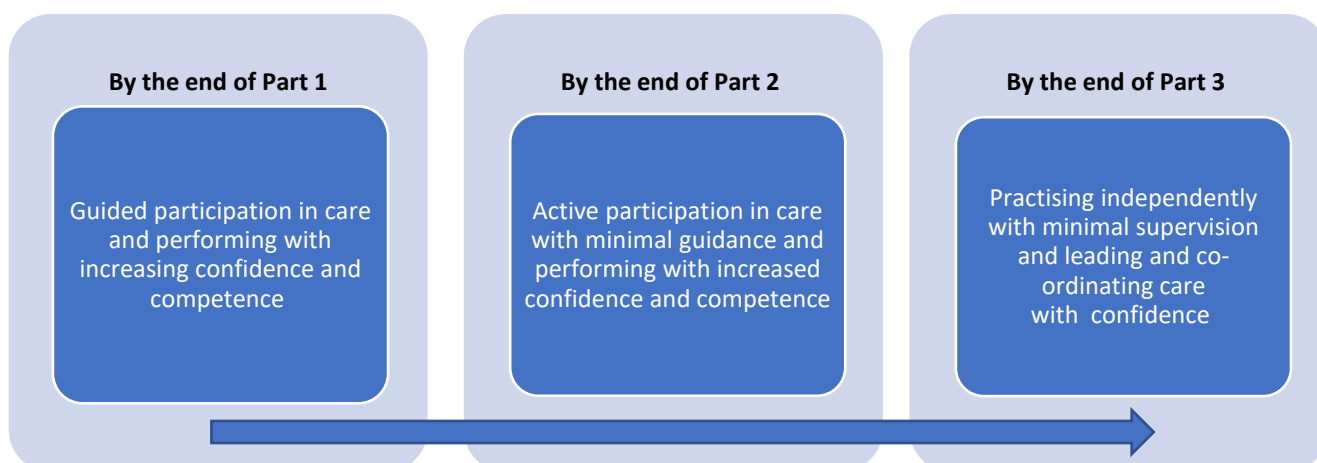 By the end of Part 1
Guided participation in care
and performing with
increasing confidence and
competence
By the end of Part 2
Active participation in care
with minimal guidance and
performing with increased
confidence and competence
By the end of Part 3
Practising independently
with minimal supervision
and leading and co-
ordinating care
with  confidence